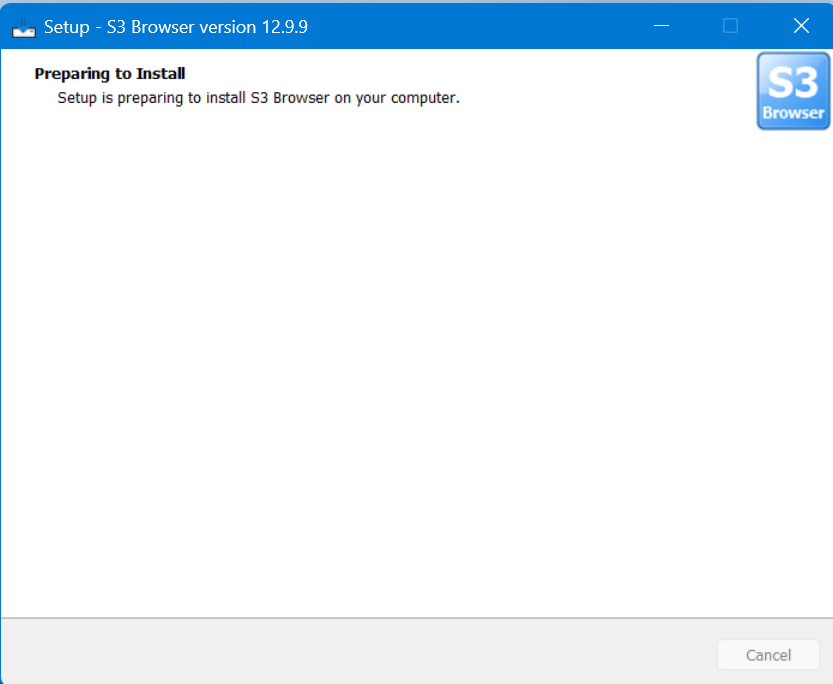 Setup - S3 Browser version 12.9.9
Preparing to Install
Setup is preparing to install S3 Browser on your computer.
S3
Browser
Cancel